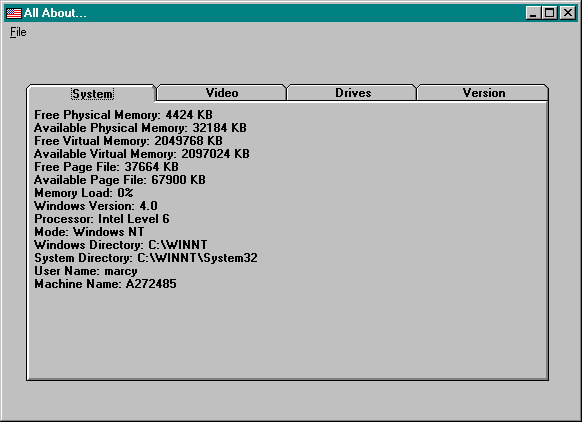 All About...
File
System Video Drives Version
Free Physical Memory: 4424 KB
Available Physical Memory: 32184 KB
Free Virtual Memory: 2049768 KB
Available Virtual Memory: 2097024 KB
Free Page File: 37664 KB
Available Page File: 67900 KB
Memory Load: 0%
Windows Version: 4.0
Processor: Intel Level 6
Mode: Windows NT
Windows Directory: C:\WINNT
System Directory: C:\WINNT\System32
User Name: marcy
Machine Name: A272485